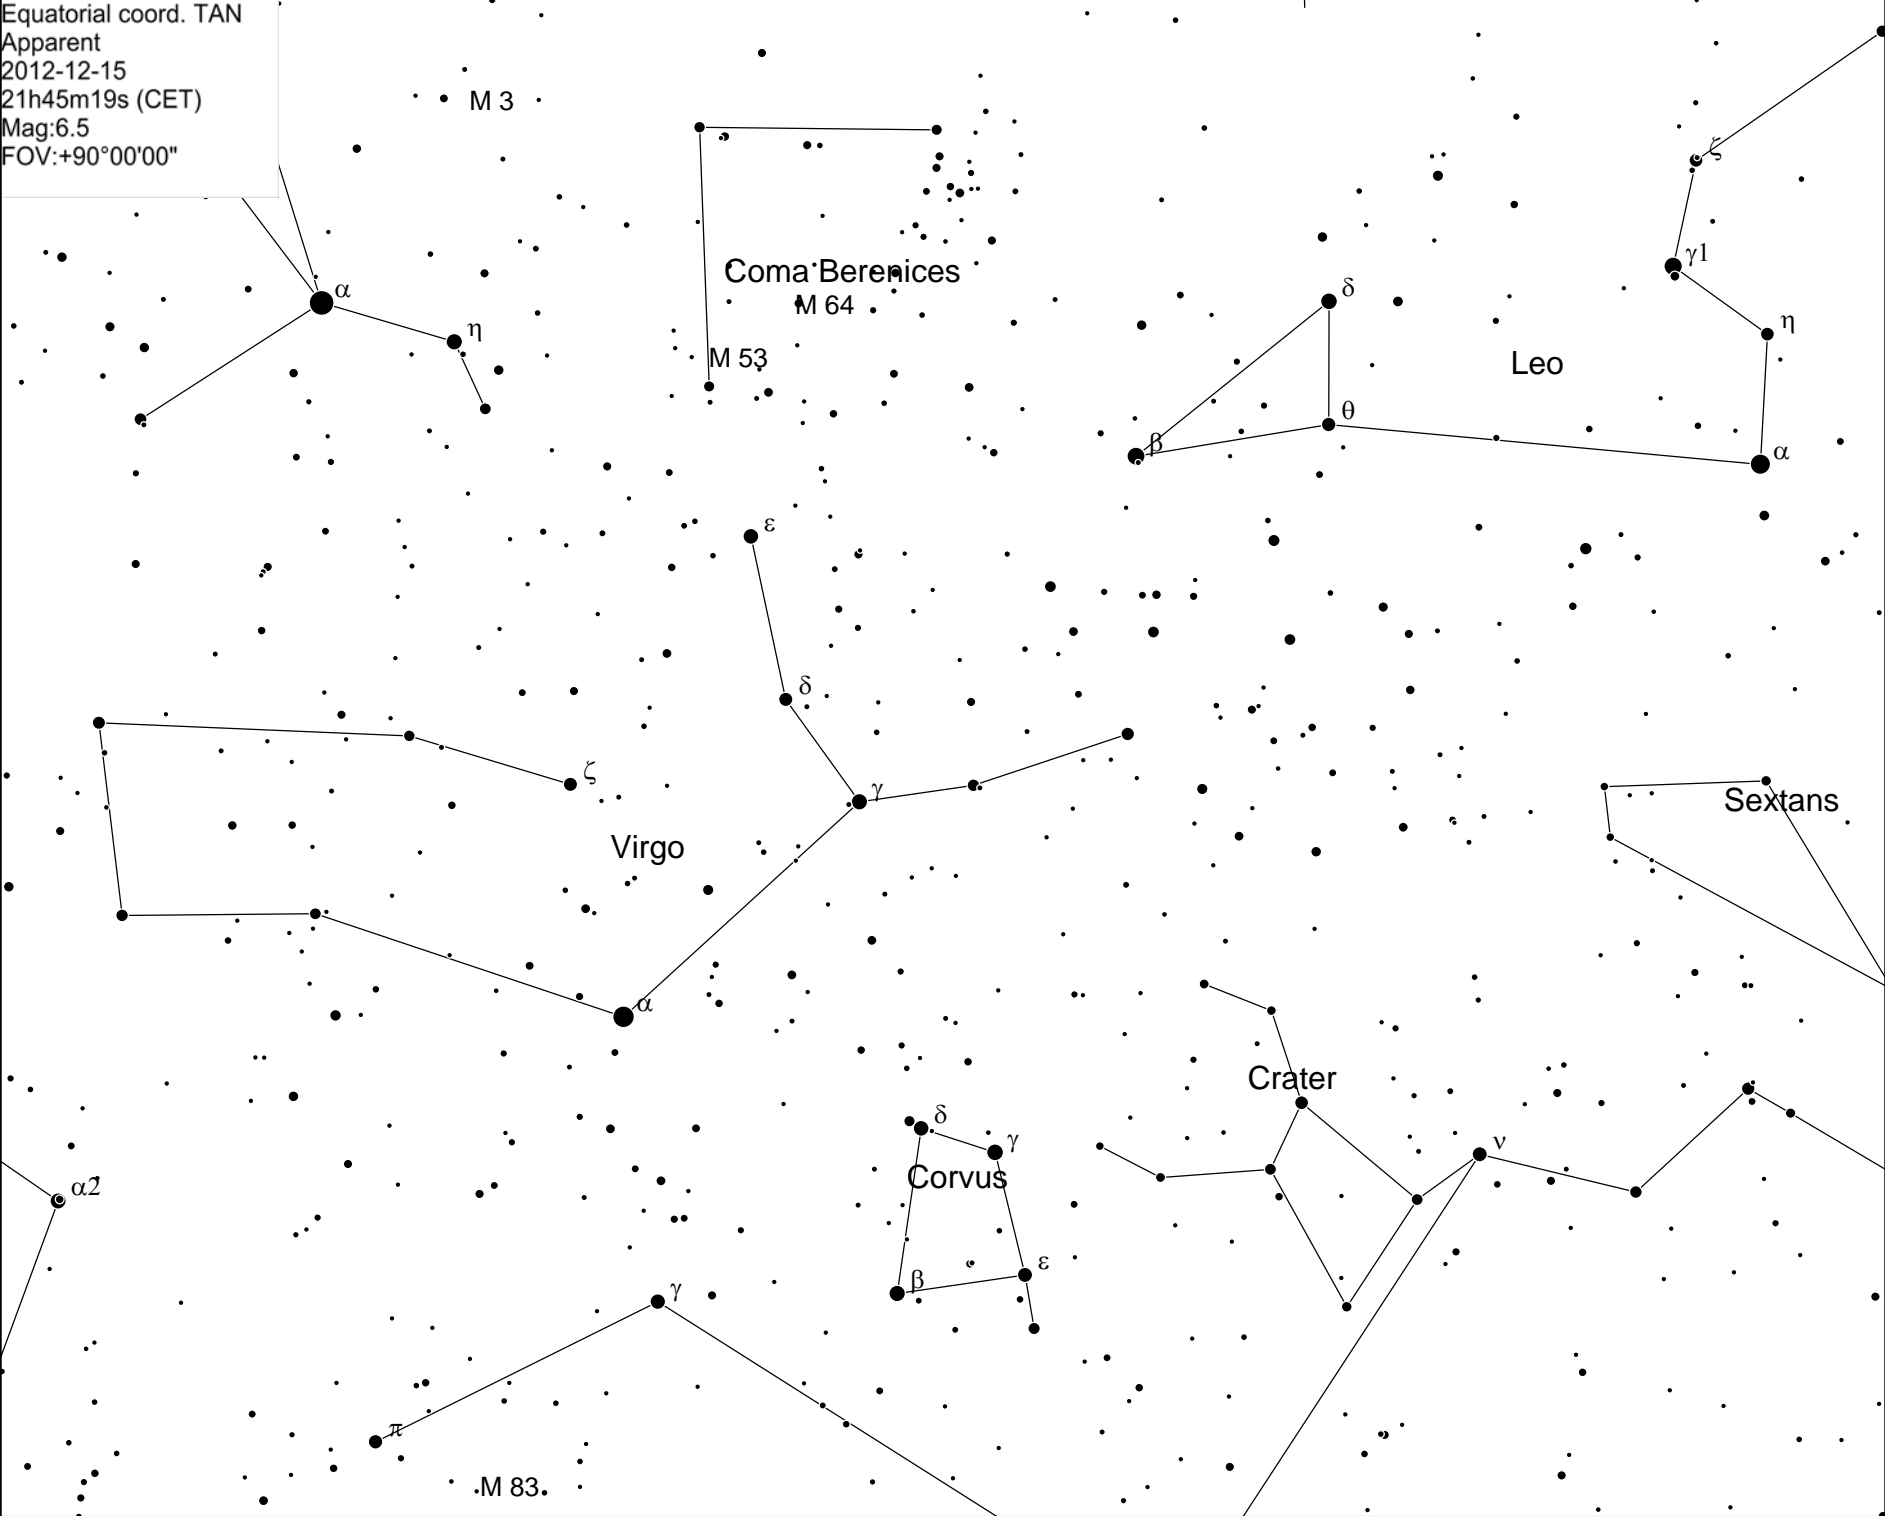 Equatorial coord. TAN
Apparent
2012-12-15
21h45m19s (CET)
Mag:6.5
FOV:+90°00'00"
M 3
ζ
γ1
α
Coma Berenices
δ
M 64
η
η
M 53
Leo
θ
β
α
ε
δ
ζ
γ
Sextans
Virgo
α
Crater
δ
γ
ν
Corvus
α2
ε
β
γ
π
M 83